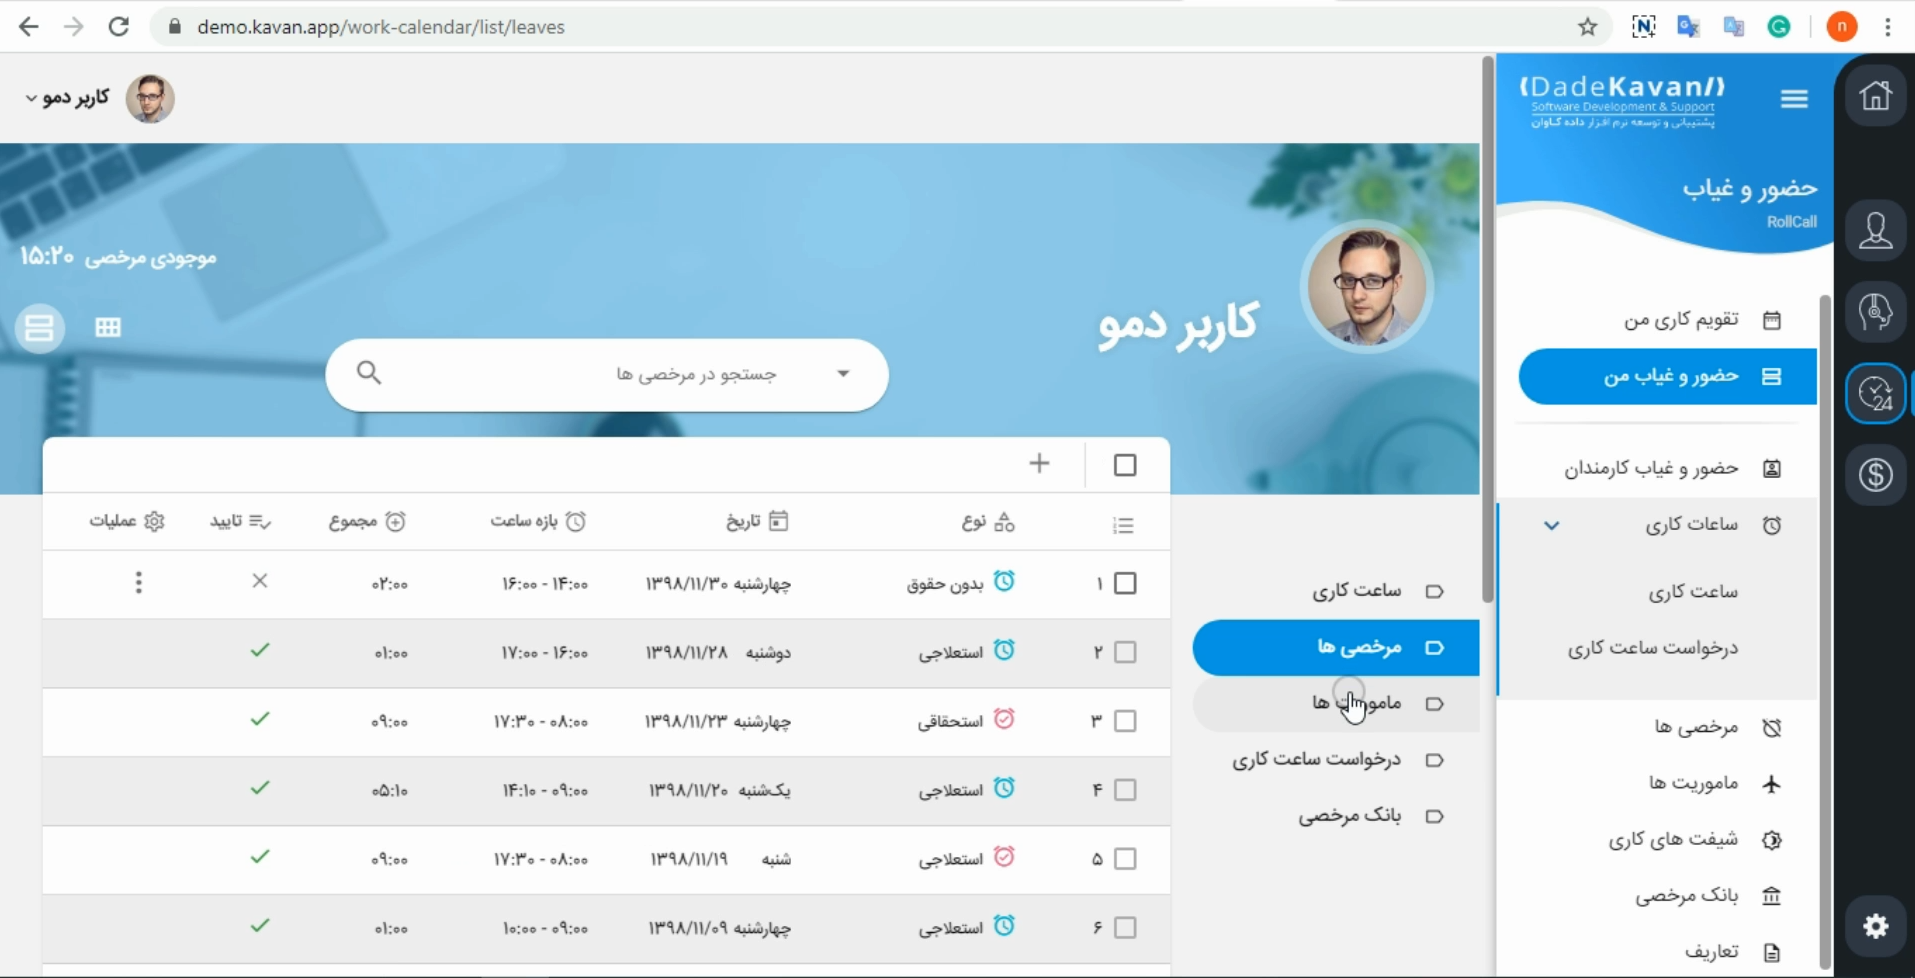 demo.kavan.app/work-calendar/list/leaves
n
کاربر دمو
(DadeKavan/)
Software Development & Support
پشتیبانی و توسعه نرم افزار داده کاوان
حضور و غیاب
RollCall
موجودی مرخصی ۱۵:۲۰
کاربر دمو
جستجو در مرخصی ها
نوع تاریخ بازه ساعت مجموع تایید عملیات
۱ بدون حقوق چهارشنبه ۱۳۹۸/۱۱/۳۰ ۱۴:۰۰ - ۱۶:۰۰ ۰۲:۰۰
۲ استعلاجی دوشنبه ۱۳۹۸/۱۱/۲۸ ۱۶:۰۰ - ۱۷:۰۰ ۰۱:۰۰
۳ استحقاقی چهارشنبه ۱۳۹۸/۱۱/۲۳ ۰۸:۰۰ - ۱۷:۳۰ ۰۹:۰۰
۴ استعلاجی یک‌شنبه ۱۳۹۸/۱۱/۲۰ ۰۹:۰۰ - ۱۴:۱۰ ۰۵:۱۰
۵ استعلاجی شنبه ۱۳۹۸/۱۱/۱۹ ۰۸:۰۰ - ۱۷:۳۰ ۰۹:۰۰
۶ استعلاجی چهارشنبه ۱۳۹۸/۱۱/۰۹ ۰۹:۰۰ - ۱۰:۰۰ ۰۱:۰۰
ساعت کاری
مرخصی ها
ماموریت ها
درخواست ساعت کاری
بانک مرخصی
تقویم کاری من
حضور و غیاب من
حضور و غیاب کارمندان
ساعات کاری
ساعت کاری
درخواست ساعت کاری
مرخصی ها
ماموریت ها
شیفت های کاری
بانک مرخصی
تعاریف
24